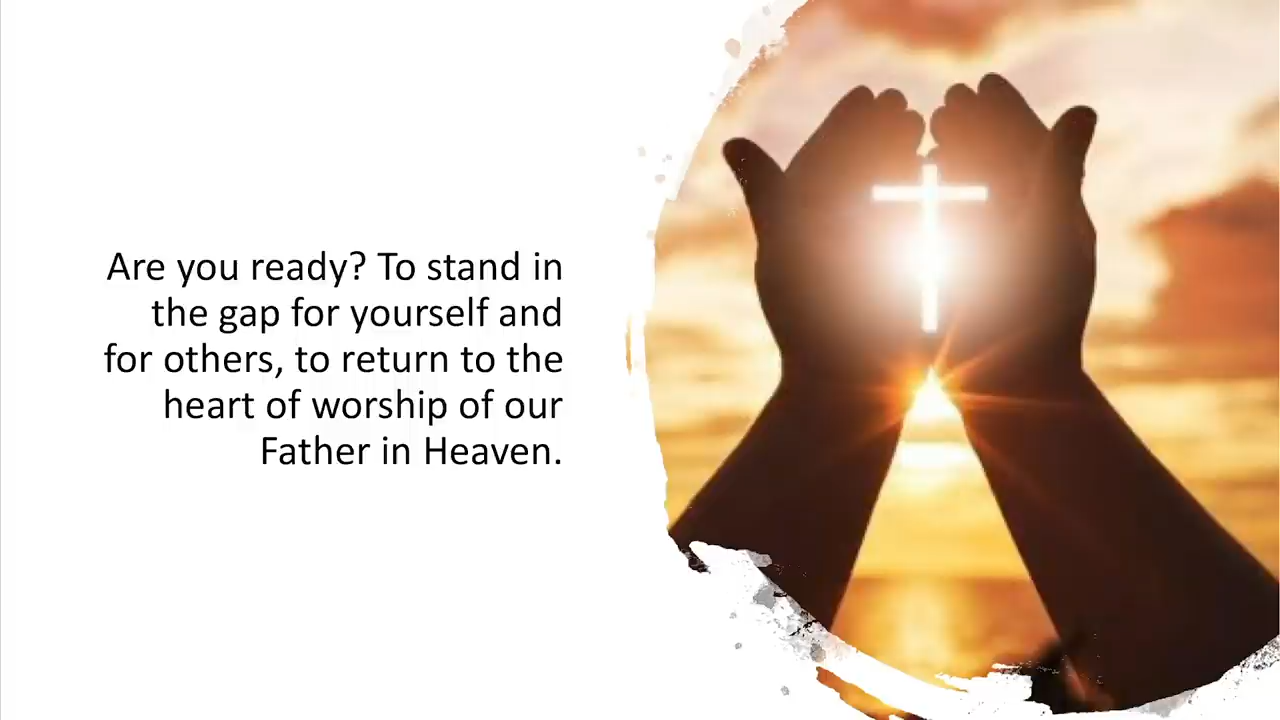 Are you ready? To stand in
the gap for yourself and
for others, to return to the
heart of worship of our
Father in Heaven.